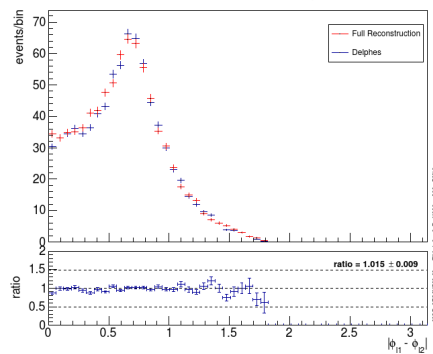 events/bin
70
60
50
40
30
20
10
0
Full Reconstruction
Delphes
ratio
2
1.5
1
0.5
0
ratio = 1.015 ± 0.009
0 0.5 1 1.5 2 2.5 3
|ϕl1 - ϕl2|